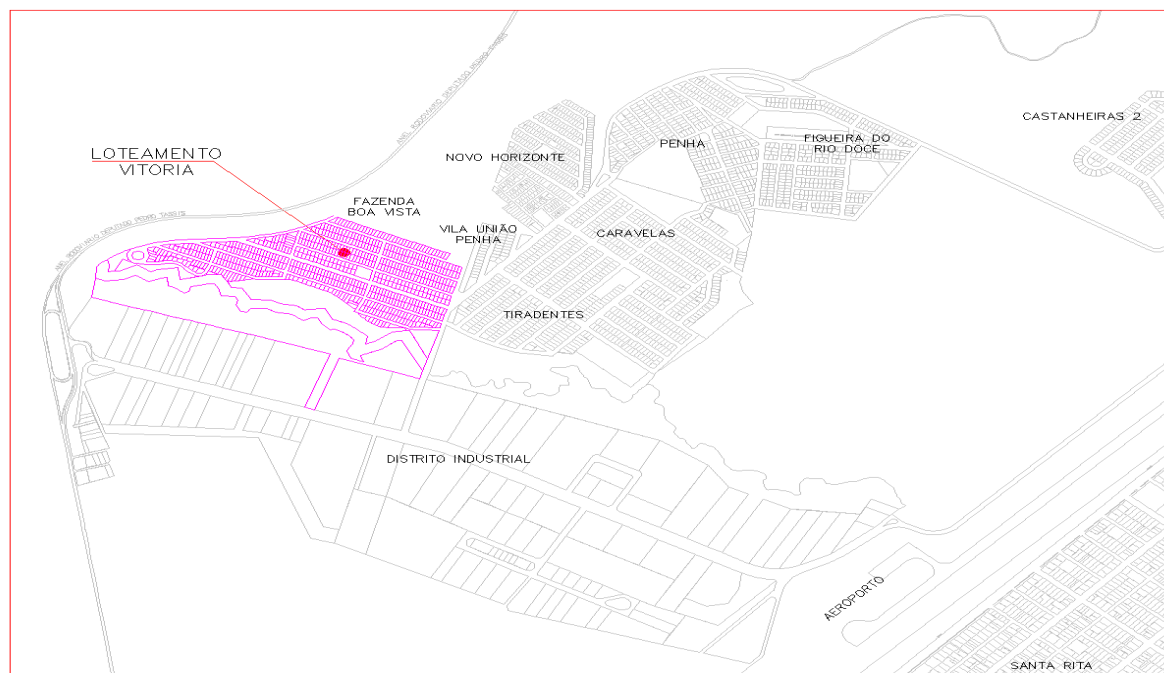 CASTANHEIRAS 2
FIGUEIRA DO
RIO DOCE
PENHA
LOTEAMENTO
VITORIA
NOVO HORIZONTE
FAZENDA
BOA VISTA
VILA UNIÃO
PENHA
CARAVELAS
TIRADENTES
DISTRITO INDUSTRIAL
AEROPORTO
SANTA RITA